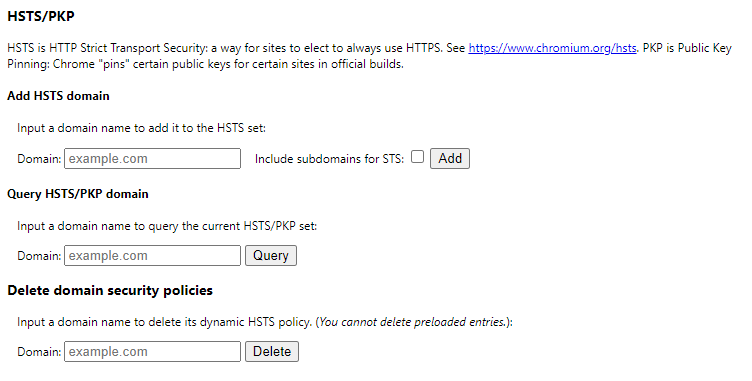 HSTS/PKP
HSTS is HTTP Strict Transport Security: a way for sites to elect to always use HTTPS. See https://www.chromium.org/hsts. PKP is Public Key
Pinning: Chrome "pins" certain public keys for certain sites in official builds.
Add HSTS domain
Input a domain name to add it to the HSTS set:
Domain: example.com Include subdomains for STS: Add
Query HSTS/PKP domain
Input a domain name to query the current HSTS/PKP set:
Domain: example.com Query
Delete domain security policies
Input a domain name to delete its dynamic HSTS policy. (You cannot delete preloaded entries.):
Domain: example.com Delete